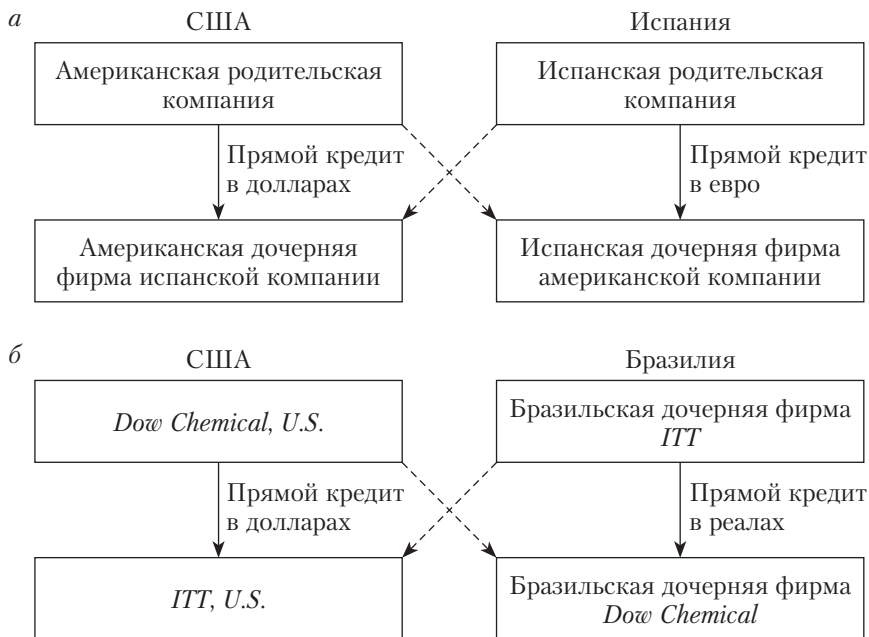 а
США
Испания
Американская родительская
компания
Испанская родительская
компания
Прямой кредит
в долларах
Прямой кредит
в евро
Американская дочерняя
фирма испанской компании
Испанская дочерняя фирма
американской компании
б
США
Бразилия
Dow Chemical, U.S.
Бразильская дочерняя фирма
ITT
Прямой кредит
в долларах
Прямой кредит
в реалах
ITT, U.S.
Бразильская дочерняя фирма
Dow Chemical